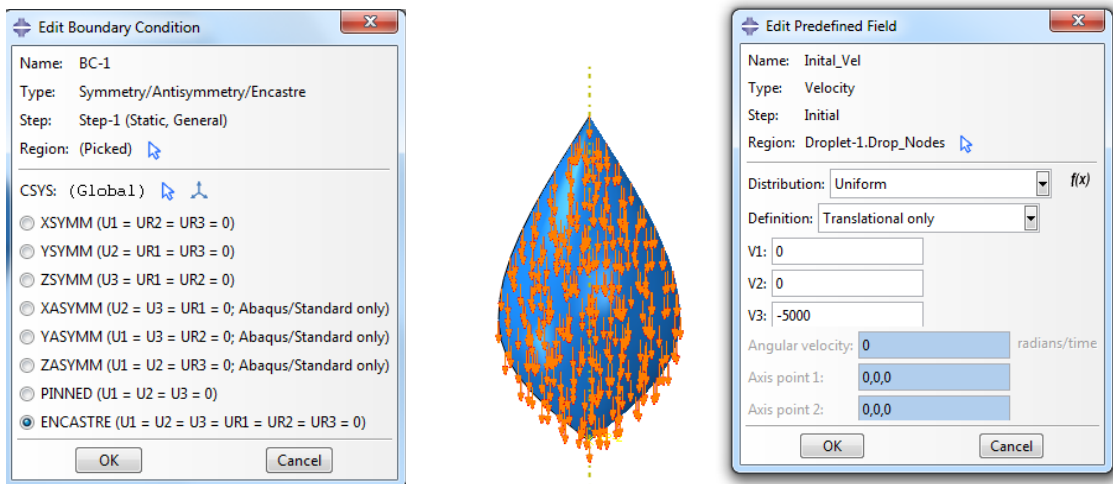 Edit Boundary Condition
Name: BC-1
Type: Symmetry/Antisymmetry/Encastre
Step: Step-1 (Static, General)
Region: (Picked)
CSYS: (Global)
XSYMM (U1 = UR2 = UR3 = 0)
YSYMM (U2 = UR1 = UR3 = 0)
ZSYMM (U3 = UR1 = UR2 = 0)
XASYMM (U2 = U3 = UR1 = 0; Abaqus/Standard only)
YASYMM (U1 = U3 = UR2 = 0; Abaqus/Standard only)
ZASYMM (U1 = U2 = UR3 = 0; Abaqus/Standard only)
PINNED (U1 = U2 = U3 = 0)
ENCASTRE (U1 = U2 = U3 = UR1 = UR2 = UR3 = 0)
OK Cancel
Edit Predefined Field
Name: Inital_Vel
Type: Velocity
Step: Initial
Region: Droplet-1.Drop_Nodes
Distribution: Uniform f(x)
Definition: Translational only
V1: 0
V2: 0
V3: -5000
Angular velocity: 0 radians/time
Axis point 1: 0,0,0
Axis point 2: 0,0,0
OK Cancel